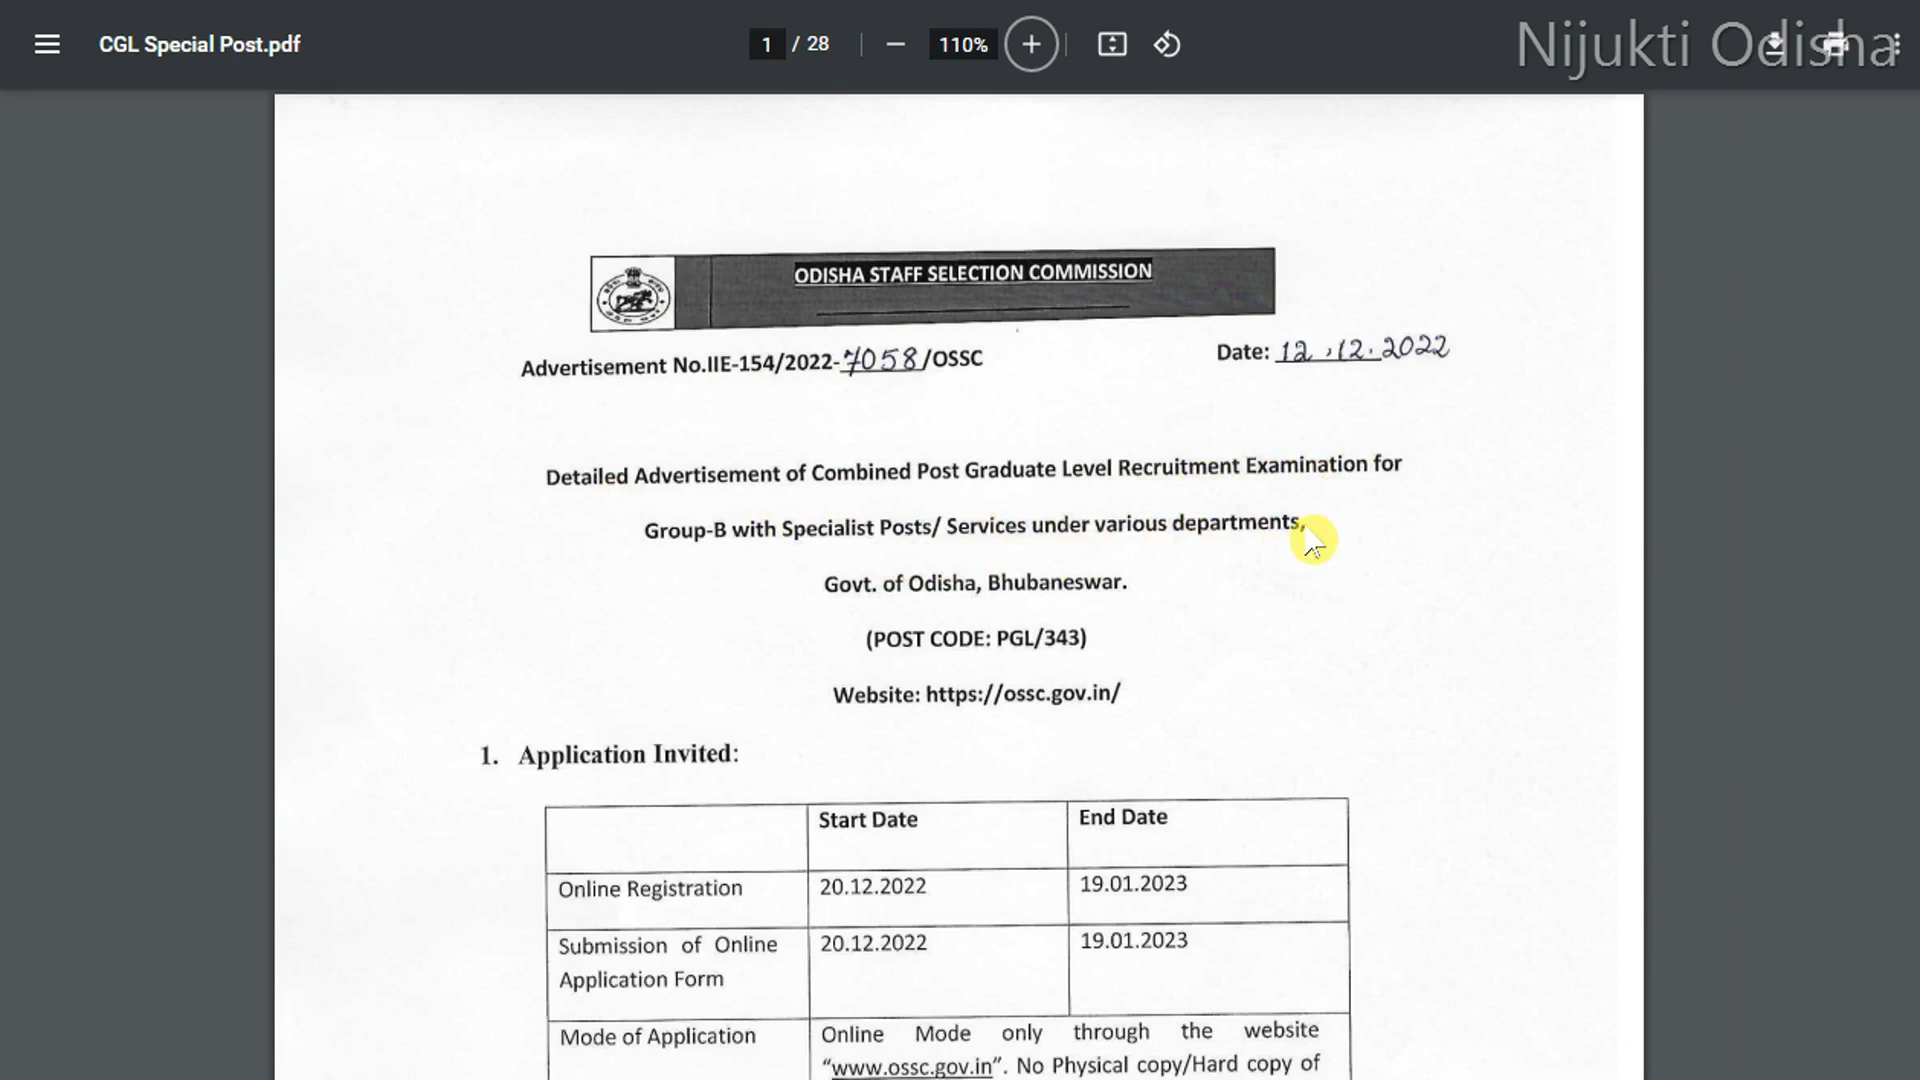 CGL Special Post.pdf
1 / 28
110%
Nijukti Odisha
ODISHA STAFF SELECTION COMMISSION
Advertisement No.IIE-154/2022-7058/OSSC
Date: 12.12.2022
Detailed Advertisement of Combined Post Graduate Level Recruitment Examination for
Group-B with Specialist Posts/ Services under various departments,
Govt. of Odisha, Bhubaneswar.
(POST CODE: PGL/343)
Website: https://ossc.gov.in/
1. Application Invited:
Start Date End Date
Online Registration 20.12.2022 19.01.2023
Submission of Online 20.12.2022 19.01.2023
Application Form
Mode of Application Online Mode only through the website
“www.ossc.gov.in”. No Physical copy/Hard copy of